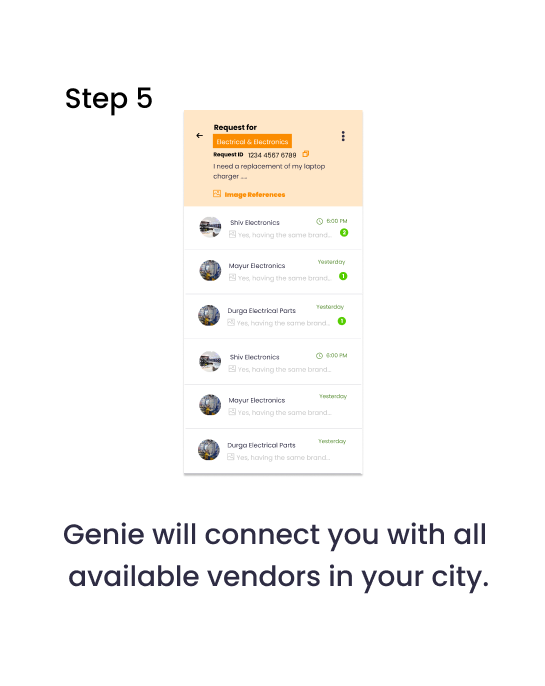 Step 5
Request for
Electrical & Electronics
Request ID 1234 4567 6789
I need a replacement of my laptop
charger ....
Image References
Shiv Electronics 6:00 PM
Yes, having the same brand... 2
Mayur Electronics Yesterday
Yes, having the same brand... 1
Durga Electrical Parts Yesterday
Yes, having the same brand...
Shiv Electronics 6:00 PM
Yes, having the same brand...
Mayur Electronics Yesterday
Yes, having the same brand...
Durga Electrical Parts Yesterday
Yes, having the same brand...
Genie will connect you with all
available vendors in your city.